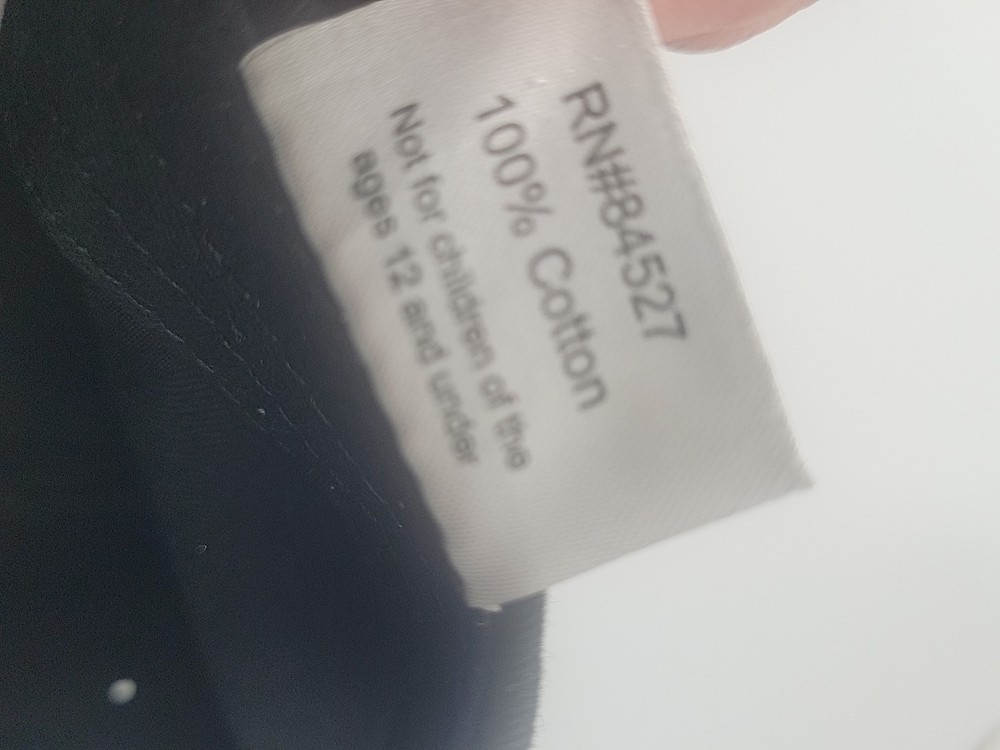 RN#84527
100% Cotton
Not for children of the
ages 12 and under